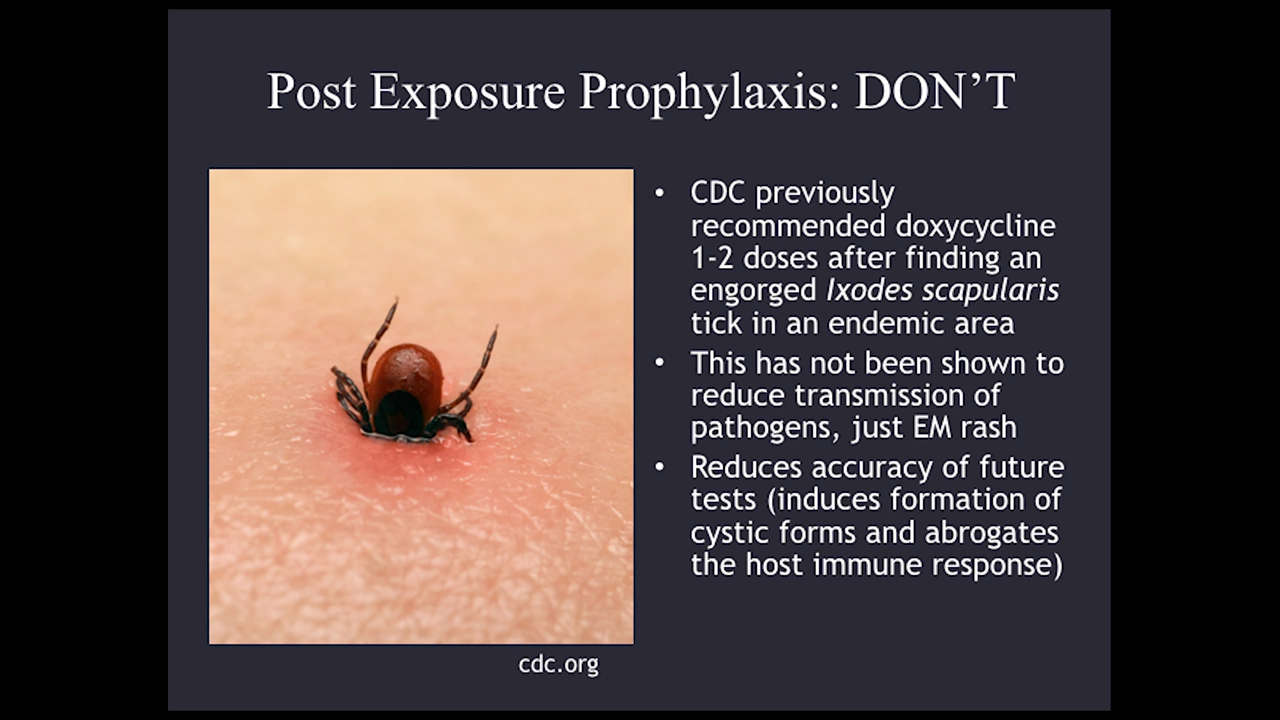 Post Exposure Prophylaxis: DON'T
• CDC previously
recommended doxycycline
1-2 doses after finding an
engorged Ixodes scapularis
tick in an endemic area
• This has not been shown to
reduce transmission of
pathogens, just EM rash
• Reduces accuracy of future
tests (induces formation of
cystic forms and abrogates
the host immune response)
cdc.org